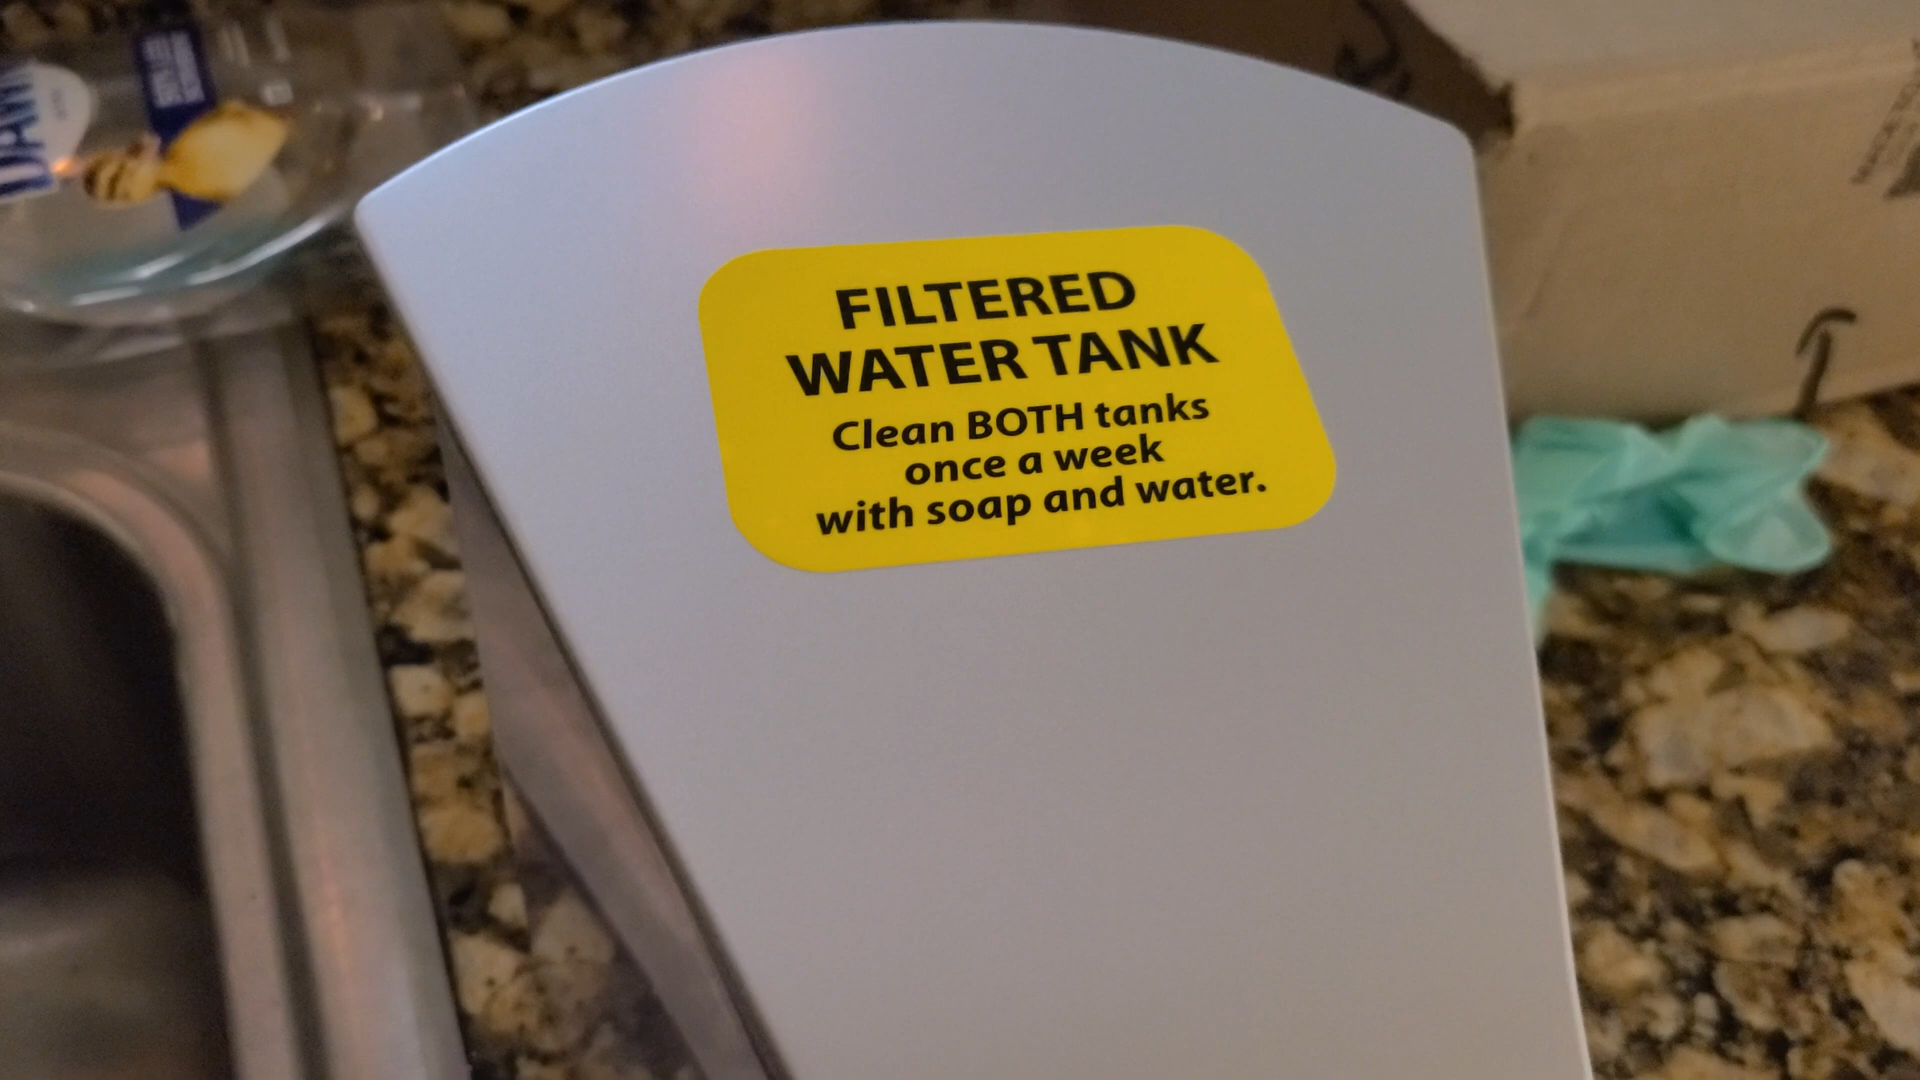 FILTERED
WATER TANK
Clean BOTH tanks
once a week
with soap and water.